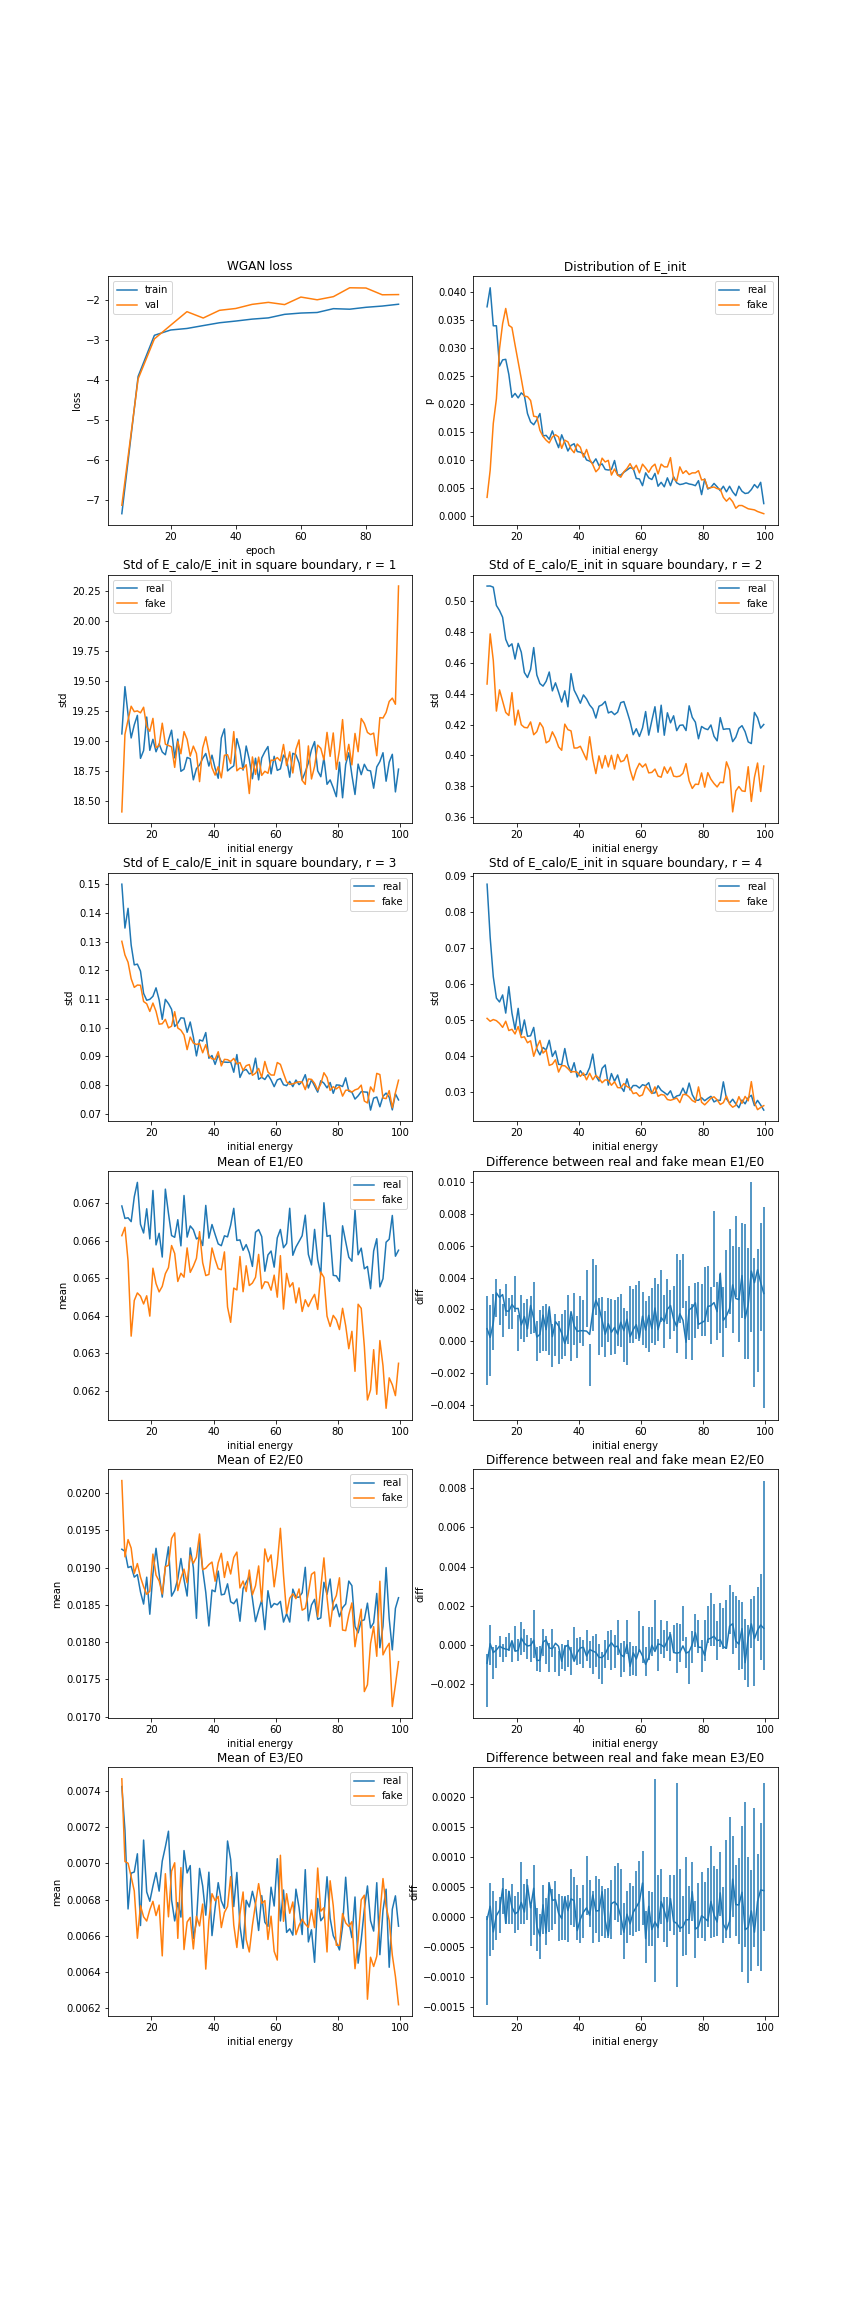 WGAN loss
train
val
−2
−3
−4
−5
−6
−7
loss
20
40
60
80
epoch
Distribution of E_init
real
fake
0.040
0.035
0.030
0.025
0.020
0.015
0.010
0.005
0.000
p
20
40
60
80
100
initial energy
Std of E_calo/E_init in square boundary, r = 1
real
fake
20.25
20.00
19.75
19.50
19.25
19.00
18.75
18.50
std
20
40
60
80
100
initial energy
Std of E_calo/E_init in square boundary, r = 2
real
fake
0.50
0.48
0.46
0.44
0.42
0.40
0.38
0.36
std
20
40
60
80
100
initial energy
Std of E_calo/E_init in square boundary, r = 3
real
fake
0.15
0.14
0.13
0.12
0.11
0.10
0.09
0.08
0.07
std
20
40
60
80
100
initial energy
Std of E_calo/E_init in square boundary, r = 4
real
fake
0.09
0.08
0.07
0.06
0.05
0.04
0.03
std
20
40
60
80
100
initial energy
Mean of E1/E0
real
fake
0.067
0.066
0.065
0.064
0.063
0.062
mean
20
40
60
80
100
initial energy
Difference between real and fake mean E1/E0
0.010
0.008
0.006
0.004
0.002
0.000
−0.002
−0.004
diff
20
40
60
80
100
initial energy
Mean of E2/E0
real
fake
0.0200
0.0195
0.0190
0.0185
0.0180
0.0175
0.0170
mean
20
40
60
80
100
initial energy
Difference between real and fake mean E2/E0
0.008
0.006
0.004
0.002
0.000
−0.002
diff
20
40
60
80
100
initial energy
Mean of E3/E0
real
fake
0.0074
0.0072
0.0070
0.0068
0.0066
0.0064
0.0062
mean
20
40
60
80
100
initial energy
Difference between real and fake mean E3/E0
0.0020
0.0015
0.0010
0.0005
0.0000
−0.0005
−0.0010
−0.0015
diff
20
40
60
80
100
initial energy